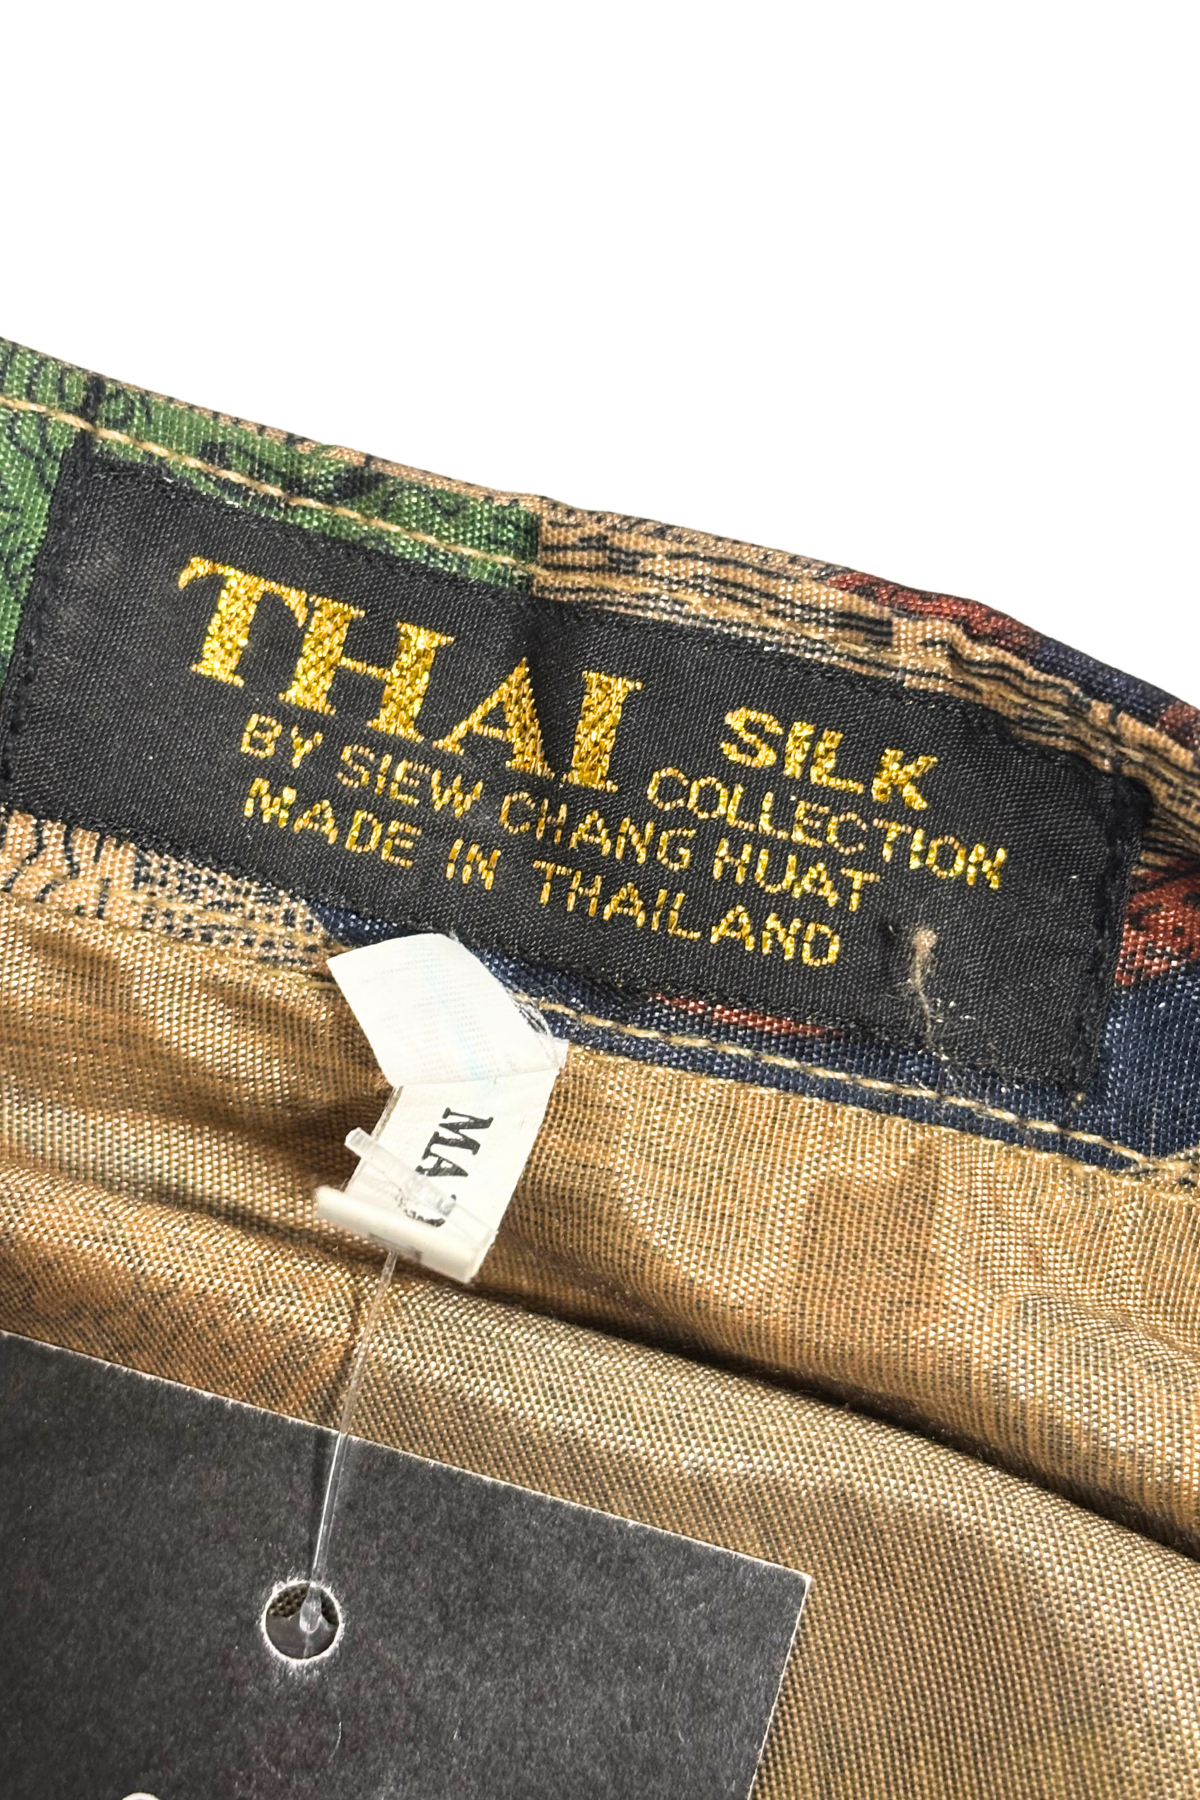 THAI SILK
COLLECTION
BY SIEW CHANG HUAT
MADE IN THAILAND